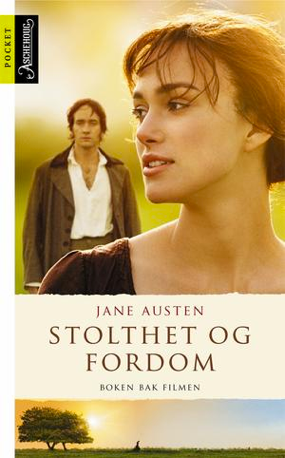 POCKET
ASCHEHOUG
JANE AUSTEN
STOLTHET OG
FORDOM
BOKEN BAK FILMEN